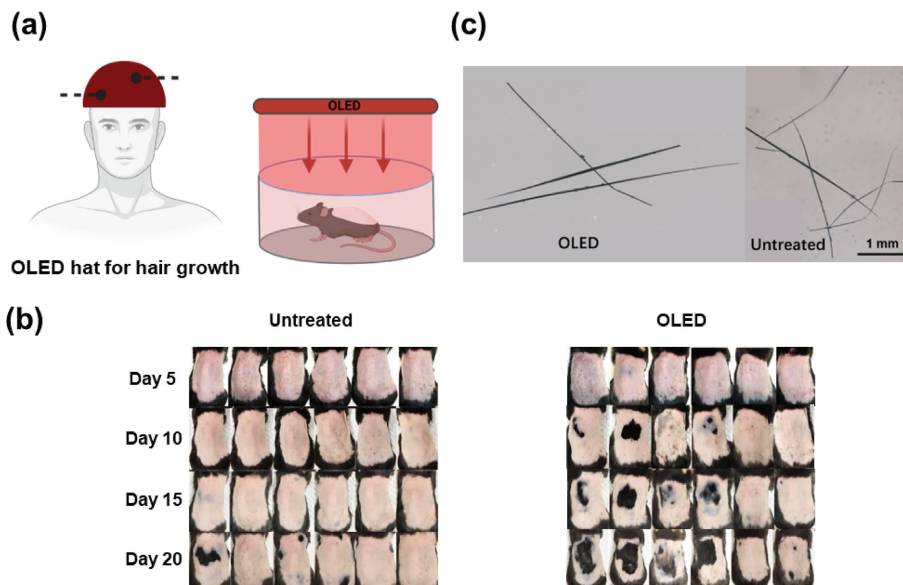 (a)
OLED
OLED hat for hair growth
(c)
OLED
Untreated
1 mm
(b)
Untreated
OLED
Day 5
Day 10
Day 15
Day 20